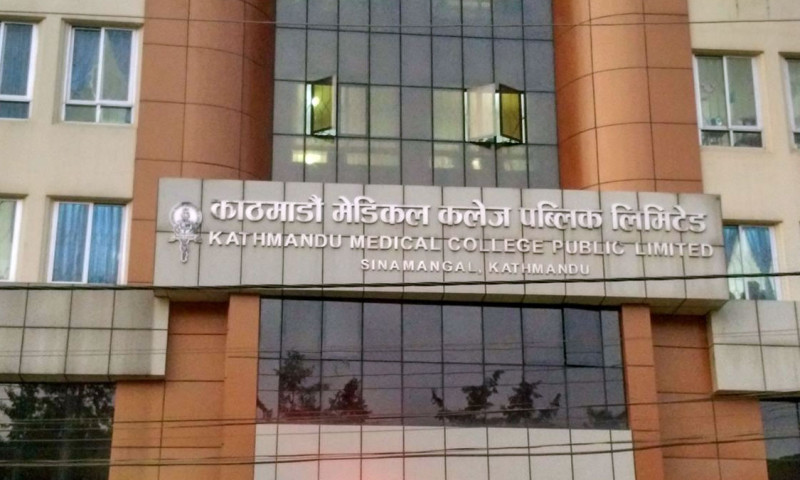 काठमाडौं मेडिकल कलेज पब्लिक लिमिटेड
KATHMANDU MEDICAL COLLEGE PUBLIC LIMITED
SINAMANGAL, KATHMANDU